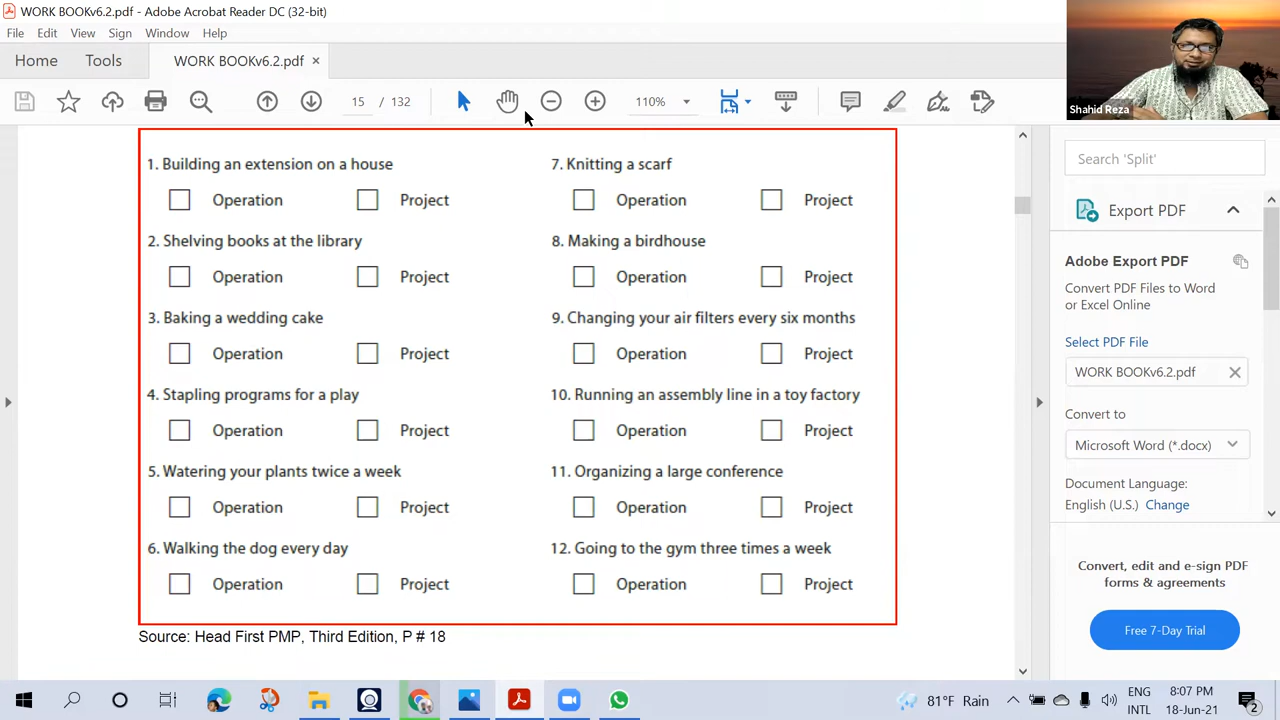 WORK BOOKv6.2.pdf - Adobe Acrobat Reader DC (32-bit)
File Edit View Sign Window Help
Home Tools WORK BOOKv6.2.pdf ×
15 / 132 110%
Shahid Reza
1. Building an extension on a house
Operation Project
2. Shelving books at the library
Operation Project
3. Baking a wedding cake
Operation Project
4. Stapling programs for a play
Operation Project
5. Watering your plants twice a week
Operation Project
6. Walking the dog every day
Operation Project
7. Knitting a scarf
Operation Project
8. Making a birdhouse
Operation Project
9. Changing your air filters every six months
Operation Project
10. Running an assembly line in a toy factory
Operation Project
11. Organizing a large conference
Operation Project
12. Going to the gym three times a week
Operation Project
Source: Head First PMP, Third Edition, P # 18
Search 'Split'
Export PDF
Adobe Export PDF
Convert PDF Files to Word
or Excel Online
Select PDF File
WORK BOOKv6.2.pdf
Convert to
Microsoft Word (*.docx)
Document Language:
English (U.S.) Change
Convert, edit and e-sign PDF
forms & agreements
Free 7-Day Trial
81°F Rain
ENG
INTL
8:07 PM
18-Jun-21
2